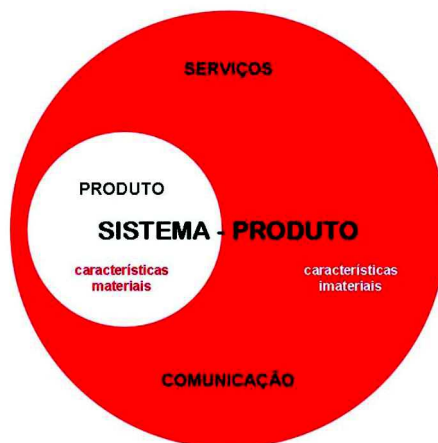 SERVIÇOS
PRODUTO
SISTEMA - PRODUTO
características
materiais
características
imateriais
COMUNICAÇÃO